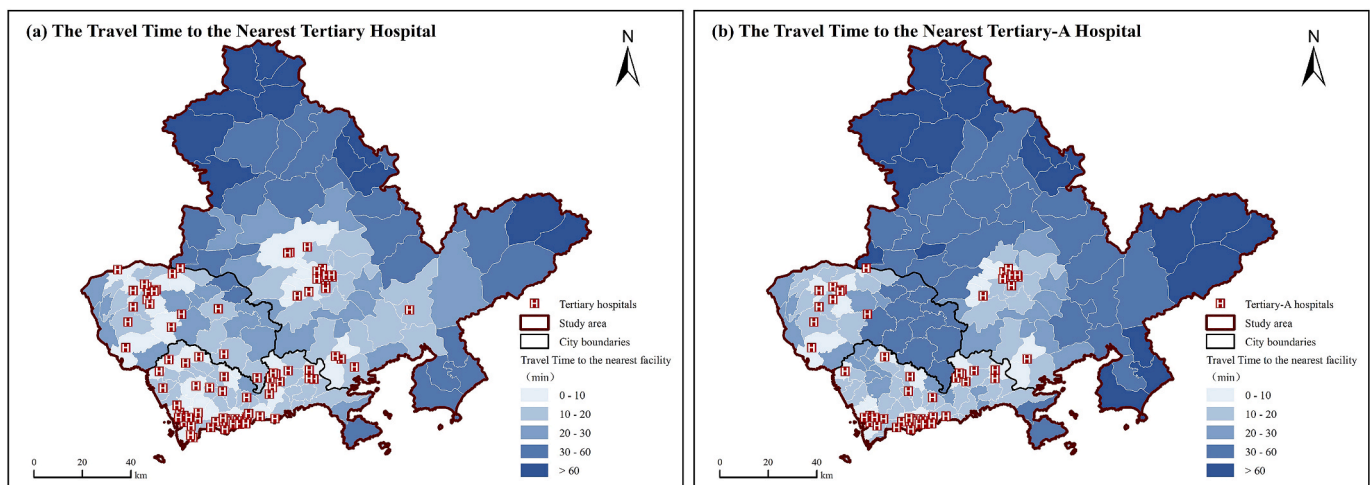 (a) The Travel Time to the Nearest Tertiary Hospital
N
H Tertiary hospitals
Study area
City boundaries
Travel Time to the nearest facility
（min）
0 - 10
10 - 20
20 - 30
30 - 60
> 60
0 20 40
km
(b) The Travel Time to the Nearest Tertiary-A Hospital
N
H Tertiary-A hospitals
Study area
City boundaries
Travel Time to the nearest facility
（min）
0 - 10
10 - 20
20 - 30
30 - 60
> 60
0 20 40
km